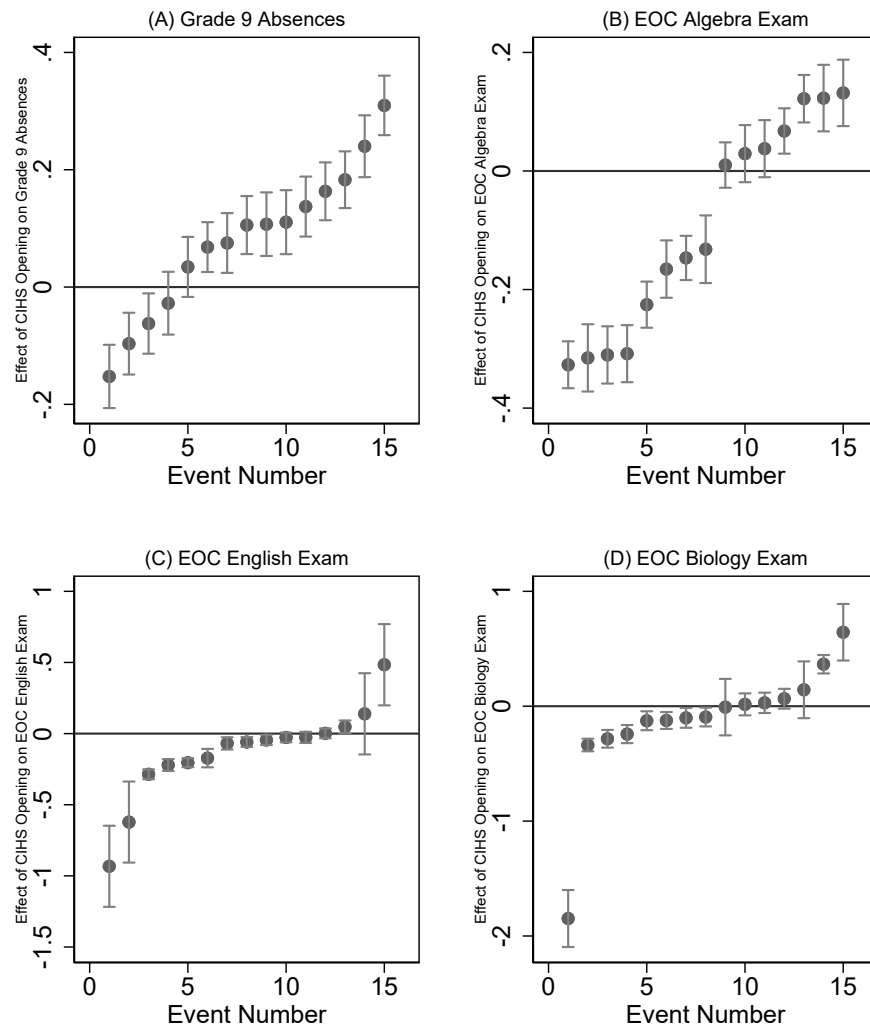 (A) Grade 9 Absences
Effect of CIHS Opening on Grade 9 Absences
.4
.2
0
-.2
0 5 10 15
Event Number
(B) EOC Algebra Exam
Effect of CIHS Opening on EOC Algebra Exam
.2
0
-.2
-.4
0 5 10 15
Event Number
(C) EOC English Exam
Effect of CIHS Opening on EOC English Exam
1
.5
0
-.5
-1
-1.5
0 5 10 15
Event Number
(D) EOC Biology Exam
Effect of CIHS Opening on EOC Biology Exam
1
0
-1
-2
0 5 10 15
Event Number